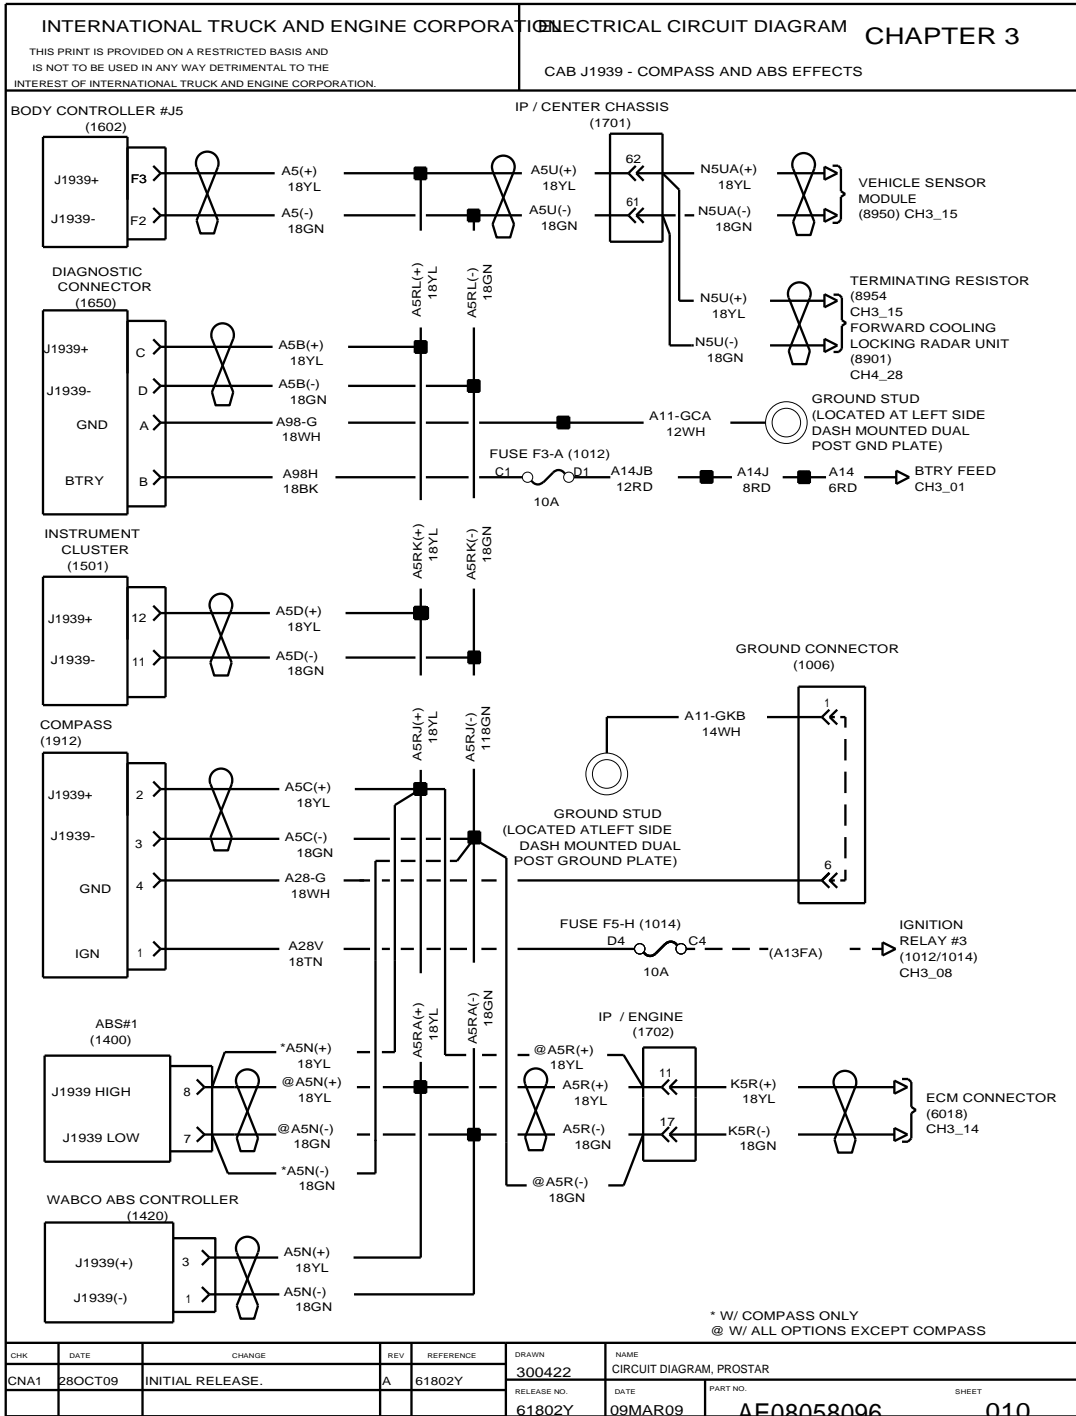 INTERNATIONAL TRUCK AND ENGINE CORPORATION
ELECTRICAL CIRCUIT DIAGRAM
CHAPTER 3
THIS PRINT IS PROVIDED ON A RESTRICTED BASIS AND
IS NOT TO BE USED IN ANY WAY DETRIMENTAL TO THE
INTEREST OF INTERNATIONAL TRUCK AND ENGINE CORPORATION.
CAB J1939 - COMPASS AND ABS EFFECTS
BODY CONTROLLER #J5
(1602)
J1939+
F3
J1939-
F2
A5(+)
18YL
A5(-)
18GN
IP / CENTER CHASSIS
(1701)
A5U(+)
18YL
A5U(-)
18GN
62
61
N5UA(+)
18YL
N5UA(-)
18GN
VEHICLE SENSOR
MODULE
(8950) CH3_15
A5RL(+)
18YL
A5RL(-)
18GN
N5U(+)
18YL
N5U(-)
18GN
TERMINATING RESISTOR
(8954
CH3_15
FORWARD COOLING
LOCKING RADAR UNIT
(8901)
CH4_28
DIAGNOSTIC
CONNECTOR
(1650)
J1939+
C
J1939-
D
GND
A
BTRY
B
A5B(+)
18YL
A5B(-)
18GN
A98-G
18WH
A98H
18BK
A11-GCA
12WH
GROUND STUD
(LOCATED AT LEFT SIDE
DASH MOUNTED DUAL
POST GND PLATE)
FUSE F3-A (1012)
C1
D1
10A
A14JB
12RD
A14J
8RD
A14
6RD
BTRY FEED
CH3_01
INSTRUMENT
CLUSTER
(1501)
J1939+
12
J1939-
11
A5D(+)
18YL
A5D(-)
18GN
A5RK(+)
18YL
A5RK(-)
18GN
GROUND CONNECTOR
(1006)
1
6
A11-GKB
14WH
GROUND STUD
(LOCATED ATLEFT SIDE
DASH MOUNTED DUAL
POST GROUND PLATE)
COMPASS
(1912)
J1939+
2
J1939-
3
GND
4
IGN
1
A5C(+)
18YL
A5C(-)
18GN
A28-G
18WH
A28V
18TN
A5RJ(+)
18YL
A5RJ(-)
118GN
FUSE F5-H (1014)
D4
C4
10A
(A13FA)
IGNITION
RELAY #3
(1012/1014)
CH3_08
ABS#1
(1400)
J1939 HIGH
8
J1939 LOW
7
*A5N(+)
18YL
@A5N(+)
18YL
@A5N(-)
18GN
*A5N(-)
18GN
A5RA(+)
18YL
A5RA(-)
18GN
IP / ENGINE
(1702)
@A5R(+)
18YL
A5R(+)
18YL
A5R(-)
18GN
@A5R(-)
18GN
11
17
K5R(+)
18YL
K5R(-)
18GN
ECM CONNECTOR
(6018)
CH3_14
WABCO ABS CONTROLLER
(1420)
J1939(+)
3
J1939(-)
1
A5N(+)
18YL
A5N(-)
18GN
* W/ COMPASS ONLY
@ W/ ALL OPTIONS EXCEPT COMPASS
CHK DATE CHANGE REV REFERENCE
CNA1 28OCT09 INITIAL RELEASE. A 61802Y
DRAWN
300422
NAME
CIRCUIT DIAGRAM, PROSTAR
RELEASE NO.
61802Y
DATE
09MAR09
PART NO.
AE08058096
SHEET
010